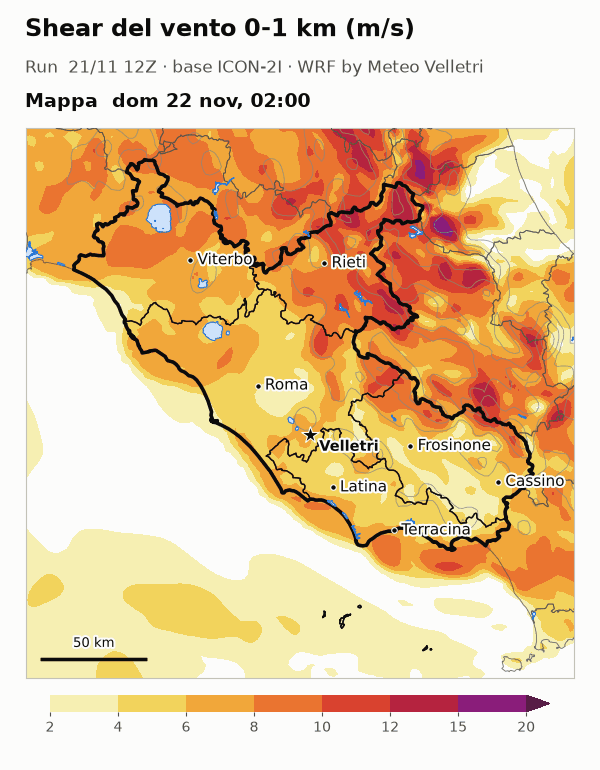 Shear del vento 0-1 km (m/s)
Run  21/11 12Z · base ICON-2I · WRF by Meteo Velletri
Mappa  dom 22 nov, 02:00
Viterbo
Rieti
Roma
Velletri
Frosinone
Cassino
Latina
Terracina
50 km
2 4 6 8 10 12 15 20